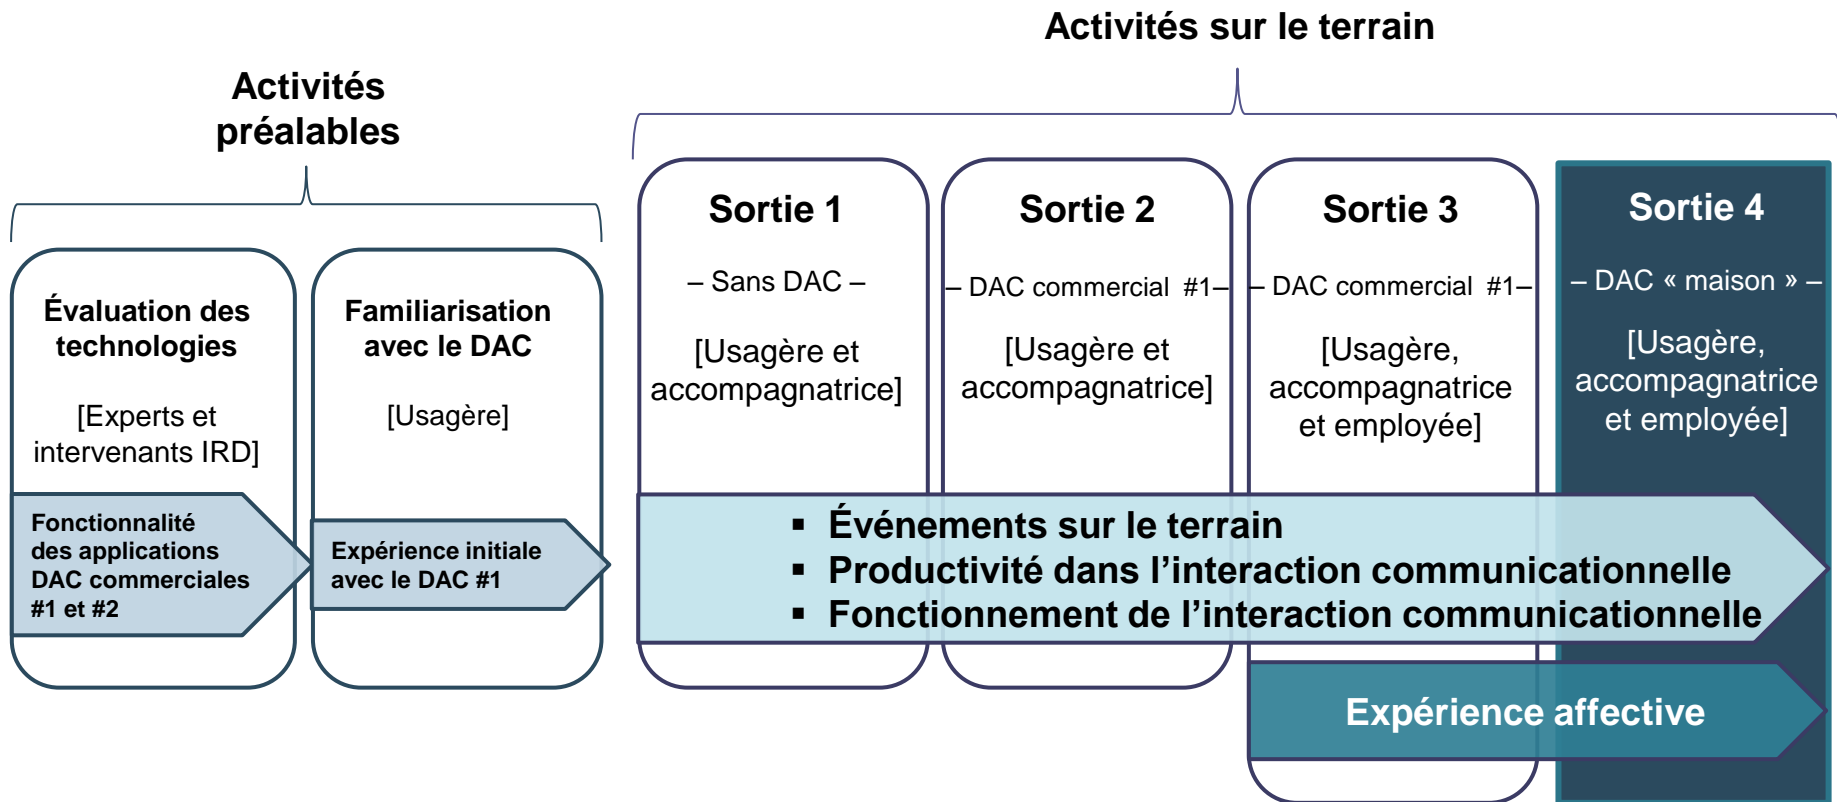 Activités sur le terrain
Activités
préalables
Évaluation des
technologies
[Experts et
intervenants IRD]
Fonctionnalité
des applications
DAC commerciales
#1 et #2
Familiarisation
avec le DAC
[Usagère]
Expérience initiale
avec le DAC #1
Sortie 1
– Sans DAC –
[Usagère et
accompagnatrice]
Sortie 2
– DAC commercial #1–
[Usagère et
accompagnatrice]
Sortie 3
– DAC commercial #1–
[Usagère,
accompagnatrice
et employée]
Sortie 4
– DAC « maison » –
[Usagère,
accompagnatrice
et employée]
▪ Événements sur le terrain
▪ Productivité dans l’interaction communicationnelle
▪ Fonctionnement de l’interaction communicationnelle
Expérience affective